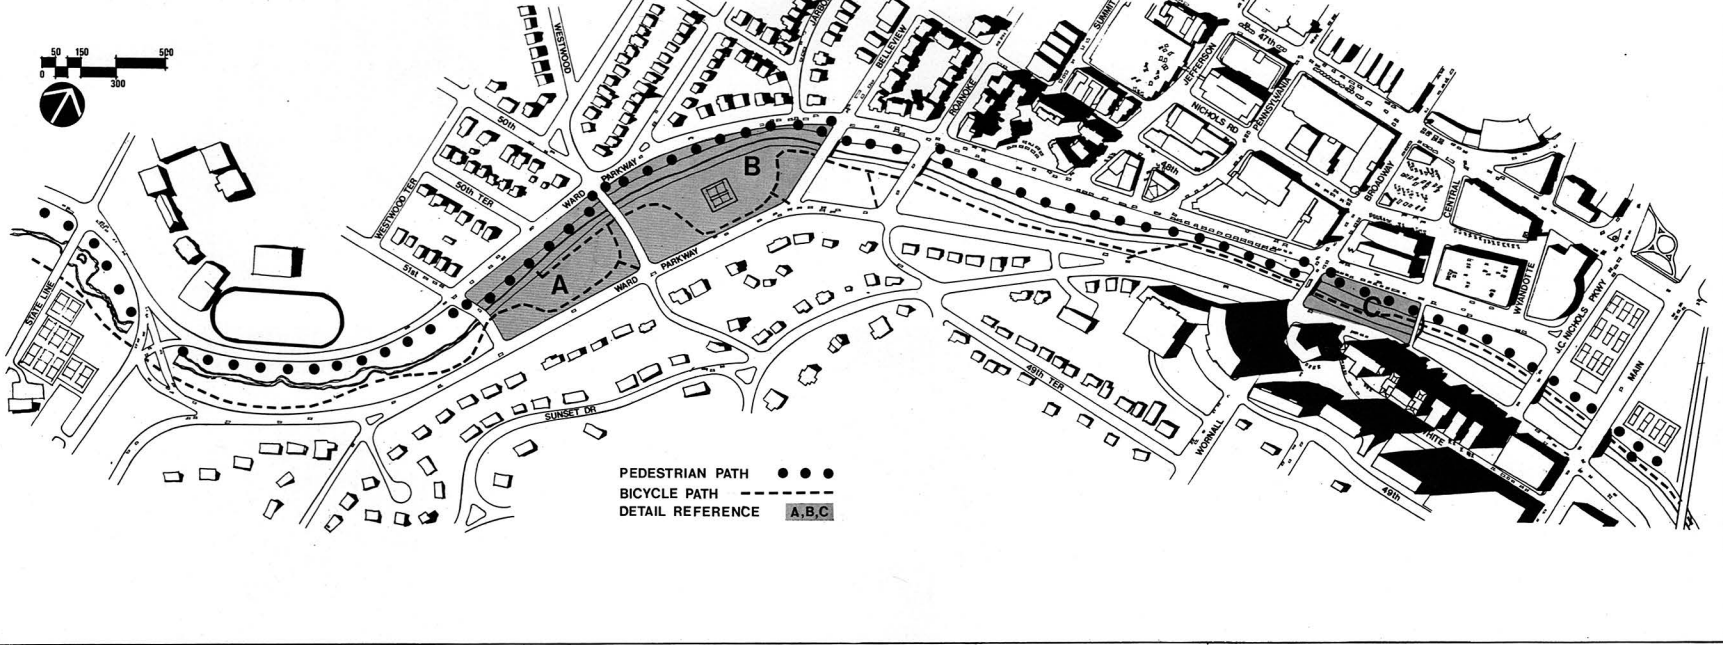 50 150 500
0 300
WESTWOOD
SUMMIT
BELLEVIEW
47th
JEFFERSON
ROANOKE
PENNSYLVANIA
NICHOLS RD
50th
48th
BROADWAY
WARD PARKWAY
B
50th TER
CENTRAL
WESTWOOD TER
51st
WARD PARKWAY
A
WYANDOTTE
STATE LINE
J.C. NICHOLS PKWY
C
MAIN
49th TER
SUNSET DR
WORNALL
49th
PEDESTRIAN PATH
BICYCLE PATH
DETAIL REFERENCE A,B,C